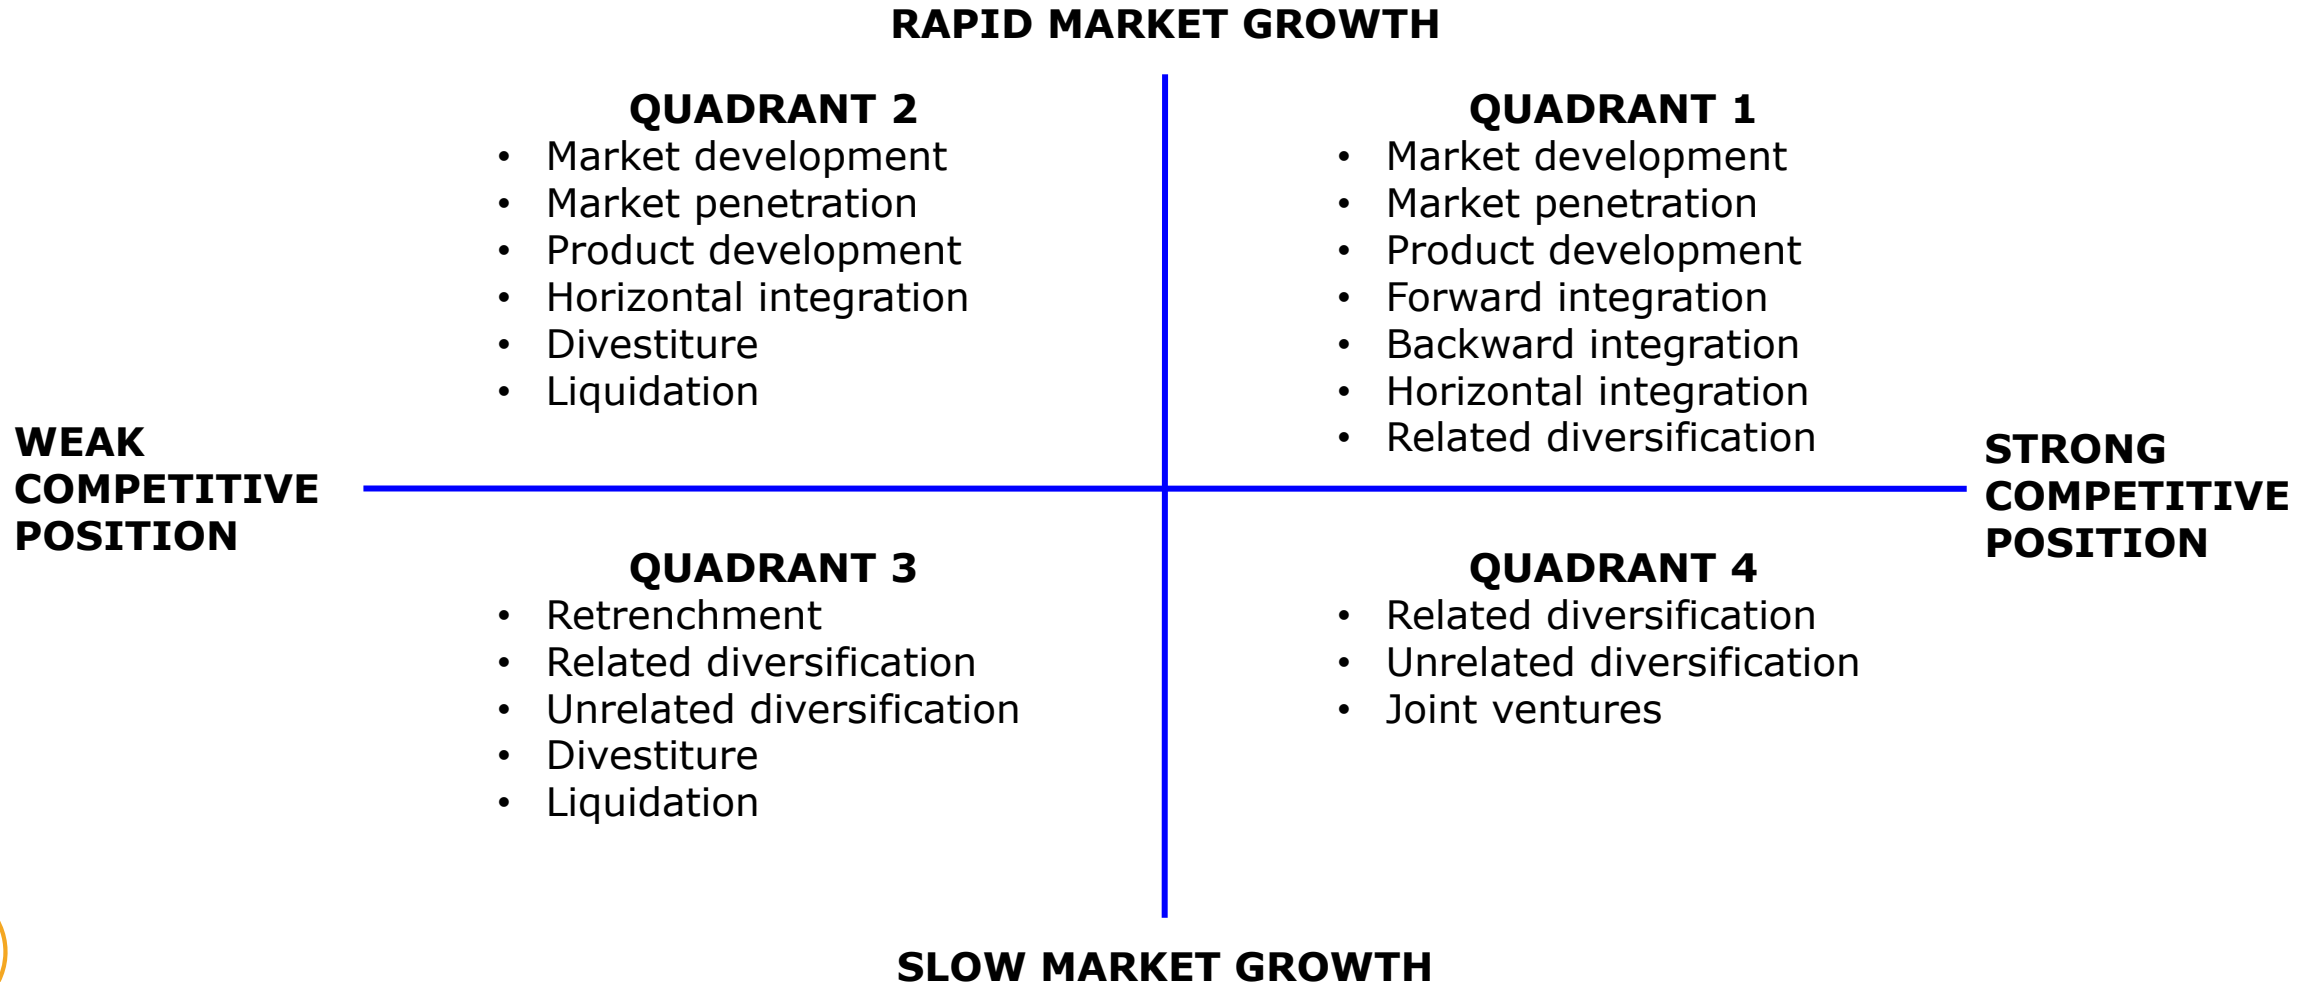 RAPID MARKET GROWTH
QUADRANT 2
• Market development
• Market penetration
• Product development
• Horizontal integration
• Divestiture
• Liquidation
QUADRANT 1
• Market development
• Market penetration
• Product development
• Forward integration
• Backward integration
• Horizontal integration
• Related diversification
WEAK
COMPETITIVE
POSITION
STRONG
COMPETITIVE
POSITION
QUADRANT 3
• Retrenchment
• Related diversification
• Unrelated diversification
• Divestiture
• Liquidation
QUADRANT 4
• Related diversification
• Unrelated diversification
• Joint ventures
SLOW MARKET GROWTH